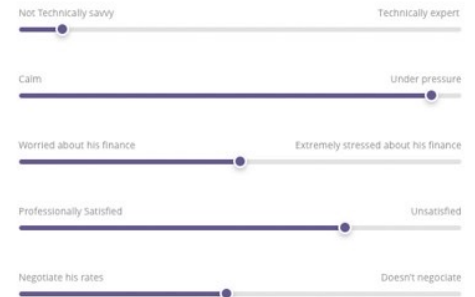 Not Technically savvy Technically expert
Calm Under pressure
Worried about his finance Extremely stressed about his finance
Professionally Satisfied Unsatisfied
Negotiate his rates Doesn't negociate